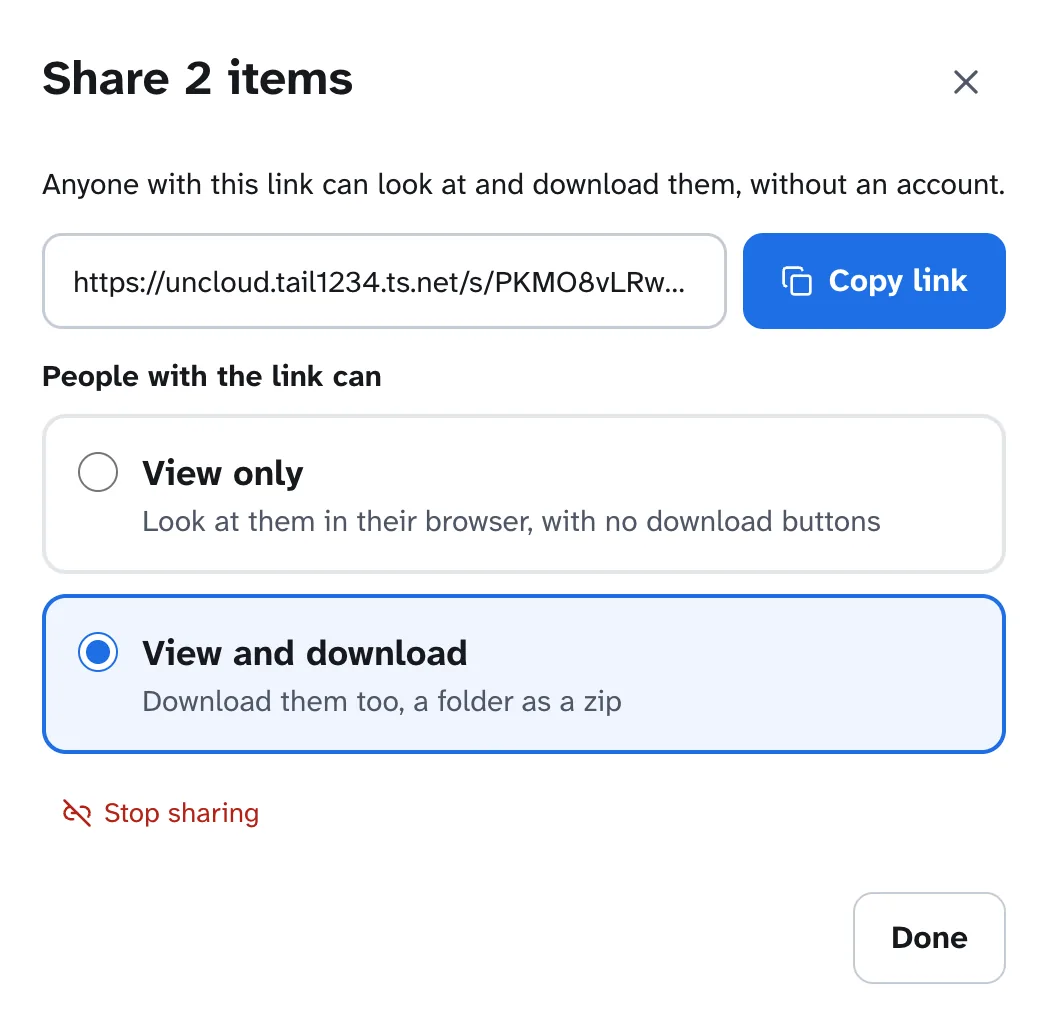 Share 2 items
Anyone with this link can look at and download them, without an account.
https://uncloud.tail1234.ts.net/s/PKMO8vLRw...
Copy link
People with the link can
View only
Look at them in their browser, with no download buttons
View and download
Download them too, a folder as a zip
Stop sharing
Done